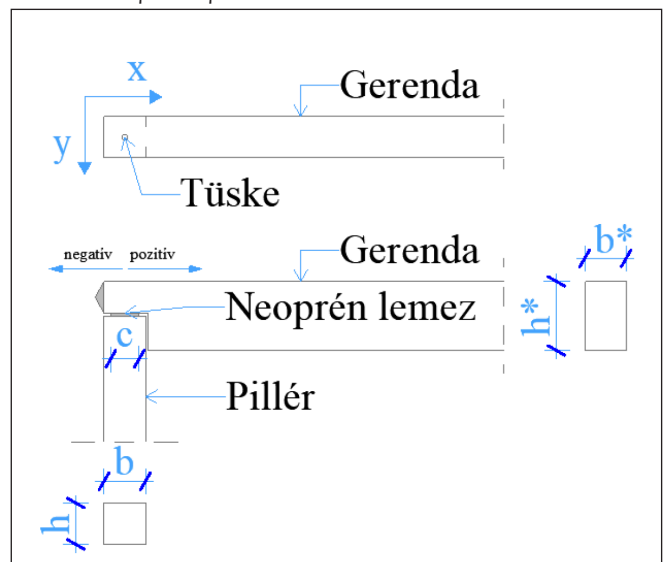 x
Gerenda
y
Tüske
negatív pozitív
Gerenda
b*
Neoprén lemez
h*
c
Pillér
b
h